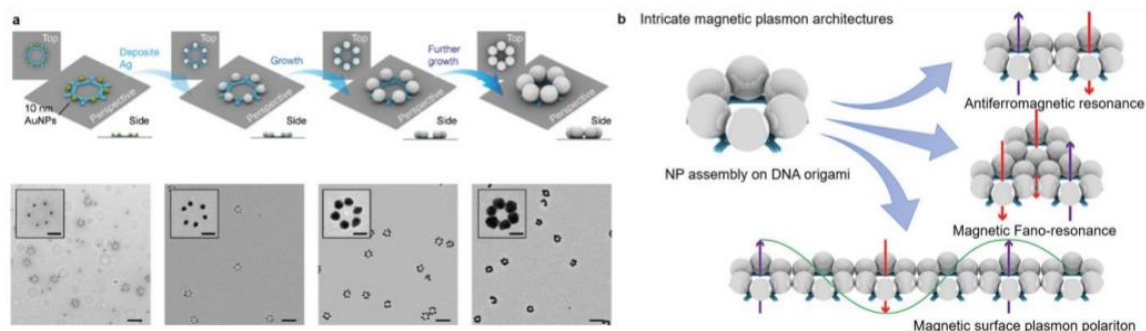 a
Top
Top
Top
Top
Deposite
Ag
Growth
Further
growth
10 nm
AuNPs
Perspective
Perspective
Perspective
Perspective
Side
Side
Side
Side
b
Intricate magnetic plasmon architectures
NP assembly on DNA origami
Antiferromagnetic resonance
Magnetic Fano-resonance
Magnetic surface plasmon polariton